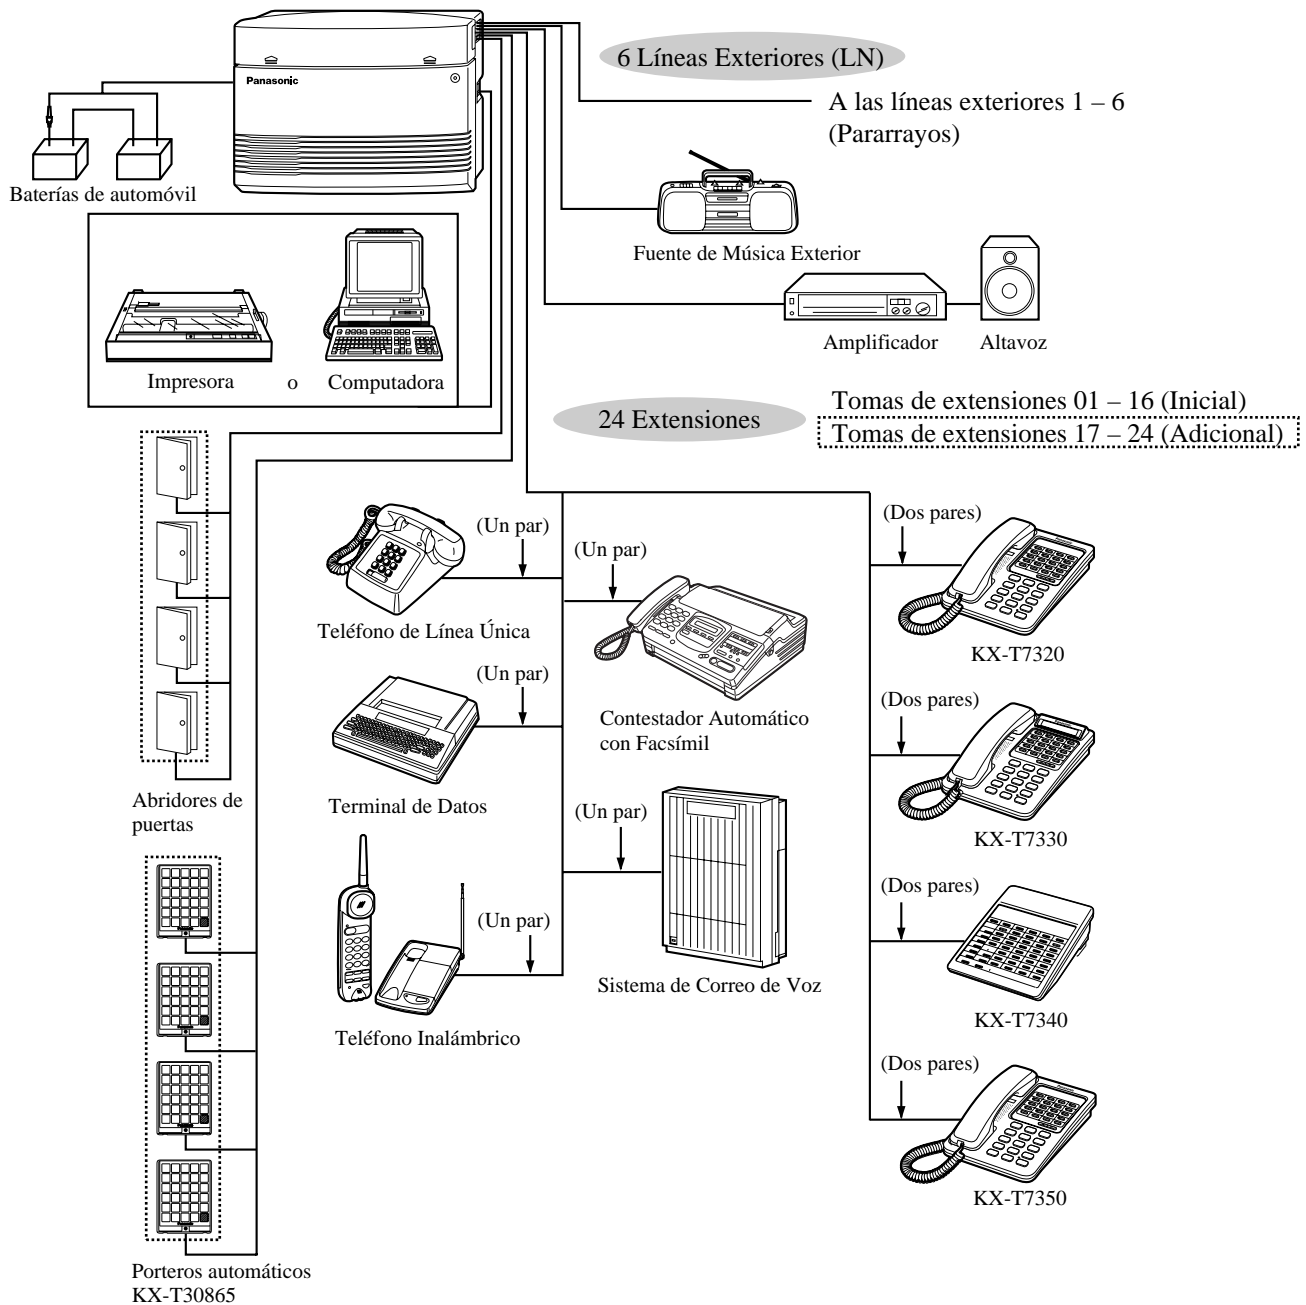 6 Líneas Exteriores (LN)
Panasonic
A las líneas exteriores 1 – 6
(Pararrayos)
Baterías de automóvil
Fuente de Música Exterior
Amplificador
Altavoz
Impresora
o
Computadora
24 Extensiones
Tomas de extensiones 01 – 16 (Inicial)
Tomas de extensiones 17 – 24 (Adicional)
(Un par)
(Un par)
(Dos pares)
Teléfono de Línea Única
KX-T7320
(Un par)
(Dos pares)
Contestador Automático
con Facsímil
Terminal de Datos
Abridores de
puertas
(Un par)
KX-T7330
(Dos pares)
(Un par)
Sistema de Correo de Voz
KX-T7340
Teléfono Inalámbrico
(Dos pares)
KX-T7350
Porteros automáticos
KX-T30865